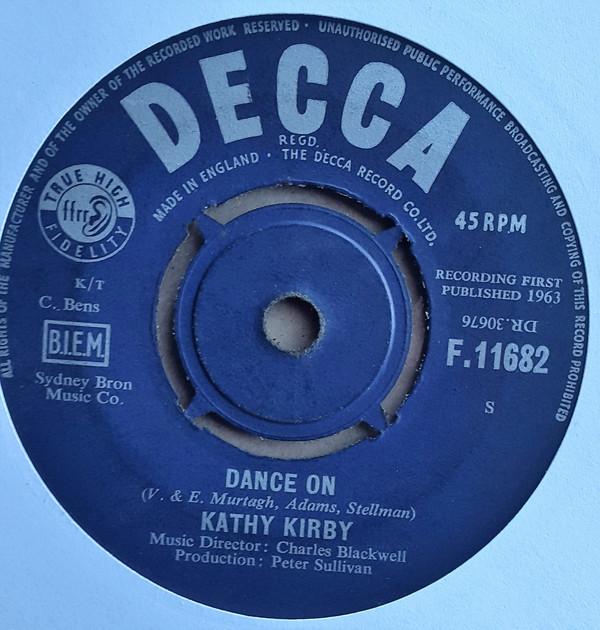 ALL RIGHTS OF THE MANUFACTURER AND OF THE OWNER OF THE RECORDED WORK RESERVED · UNAUTHORISED PUBLIC PERFORMANCE BROADCASTING AND COPYING OF THIS RECORD PROHIBITED
DECCA
REGD.
MADE IN ENGLAND · THE DECCA RECORD CO. LTD.
TRUE HIGH
ffrr
FIDELITY
45 RPM
K/T
C. Bens
B.I.E.M.
Sydney Bron
Music Co.
RECORDING FIRST
PUBLISHED 1963
DR.30676
F.11682
S
DANCE ON
(V. & E. Murtagh, Adams, Stellman)
KATHY KIRBY
Music Director: Charles Blackwell
Production: Peter Sullivan